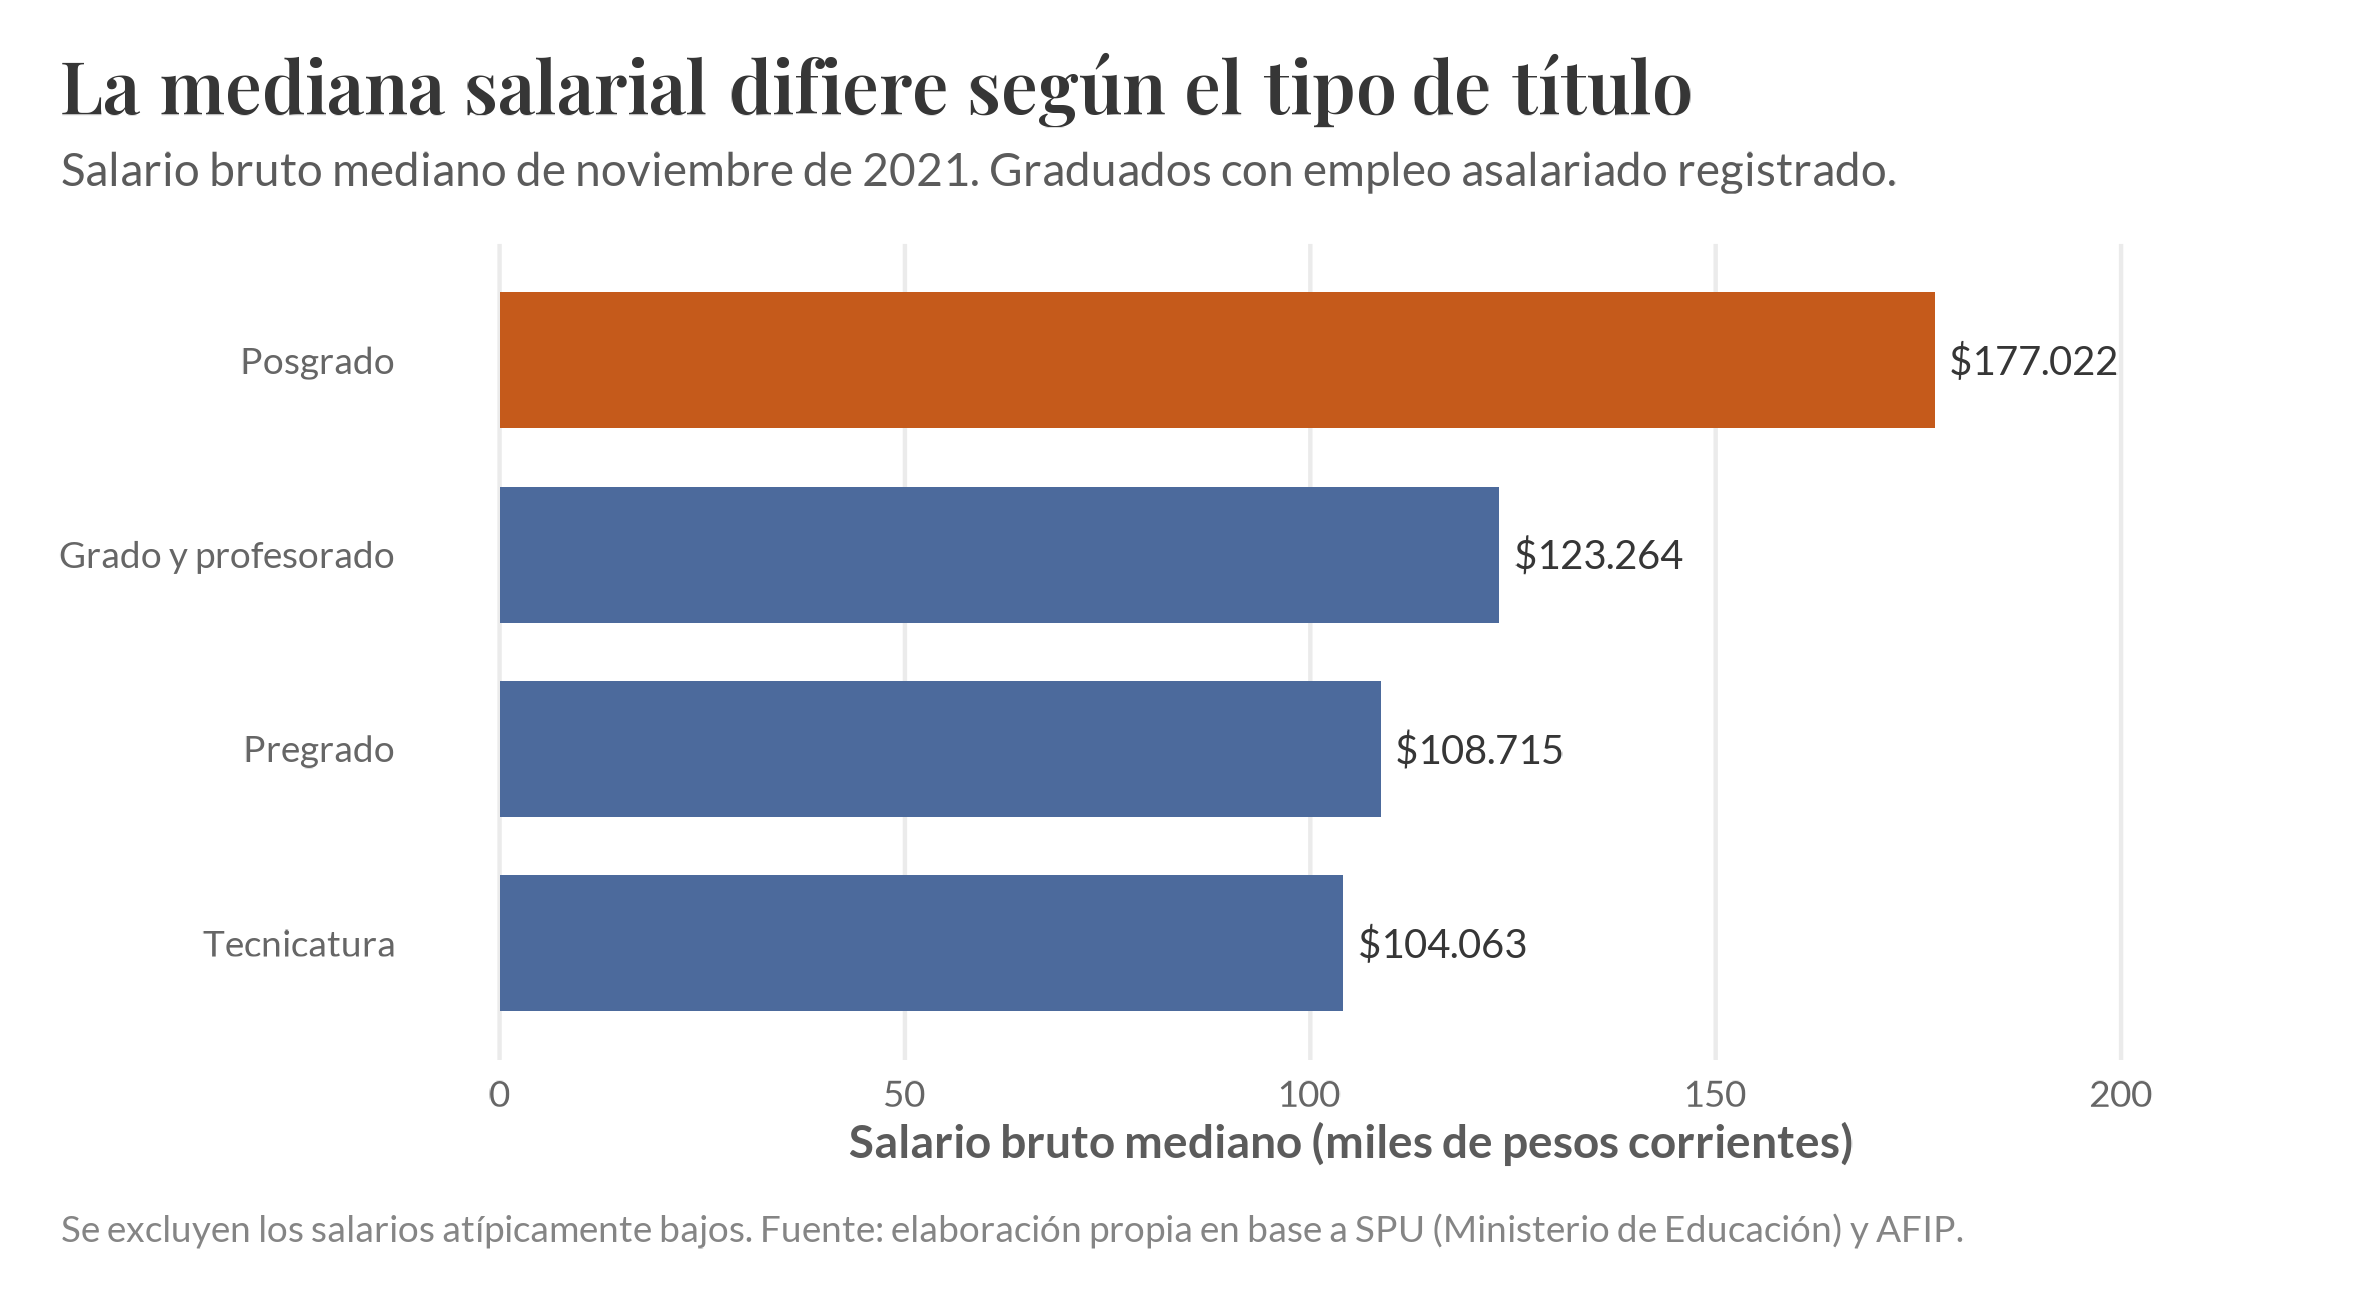 La mediana salarial difiere según el tipo de título
Salario bruto mediano de noviembre de 2021. Graduados con empleo asalariado registrado.
Posgrado
$177.022
Grado y profesorado
$123.264
Pregrado
$108.715
Tecnicatura
$104.063
0 50 100 150 200
Salario bruto mediano (miles de pesos corrientes)
Se excluyen los salarios atípicamente bajos. Fuente: elaboración propia en base a SPU (Ministerio de Educación) y AFIP.